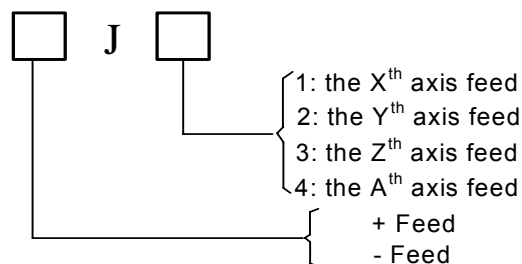 J
1: the Xth axis feed
2: the Yth axis feed
3: the Zth axis feed
4: the Ath axis feed
+ Feed
- Feed